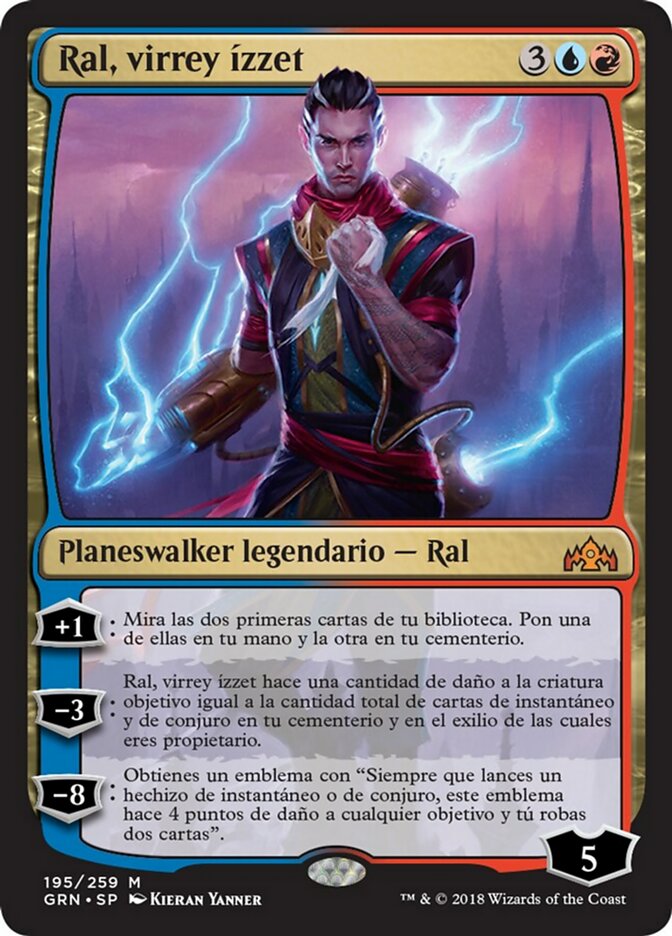 Ral, virrey ízzet 3
Planeswalker legendario — Ral
+1: Mira las dos primeras cartas de tu biblioteca. Pon una
de ellas en tu mano y la otra en tu cementerio.
Ral, virrey ízzet hace una cantidad de daño a la criatura
-3: objetivo igual a la cantidad total de cartas de instantáneo
y de conjuro en tu cementerio y en el exilio de las cuales
eres propietario.
Obtienes un emblema con “Siempre que lances un
-8: hechizo de instantáneo o de conjuro, este emblema
hace 4 puntos de daño a cualquier objetivo y tú robas
dos cartas”.
5
195/259 M
GRN • SP KIERAN YANNER ™ & © 2018 Wizards of the Coast